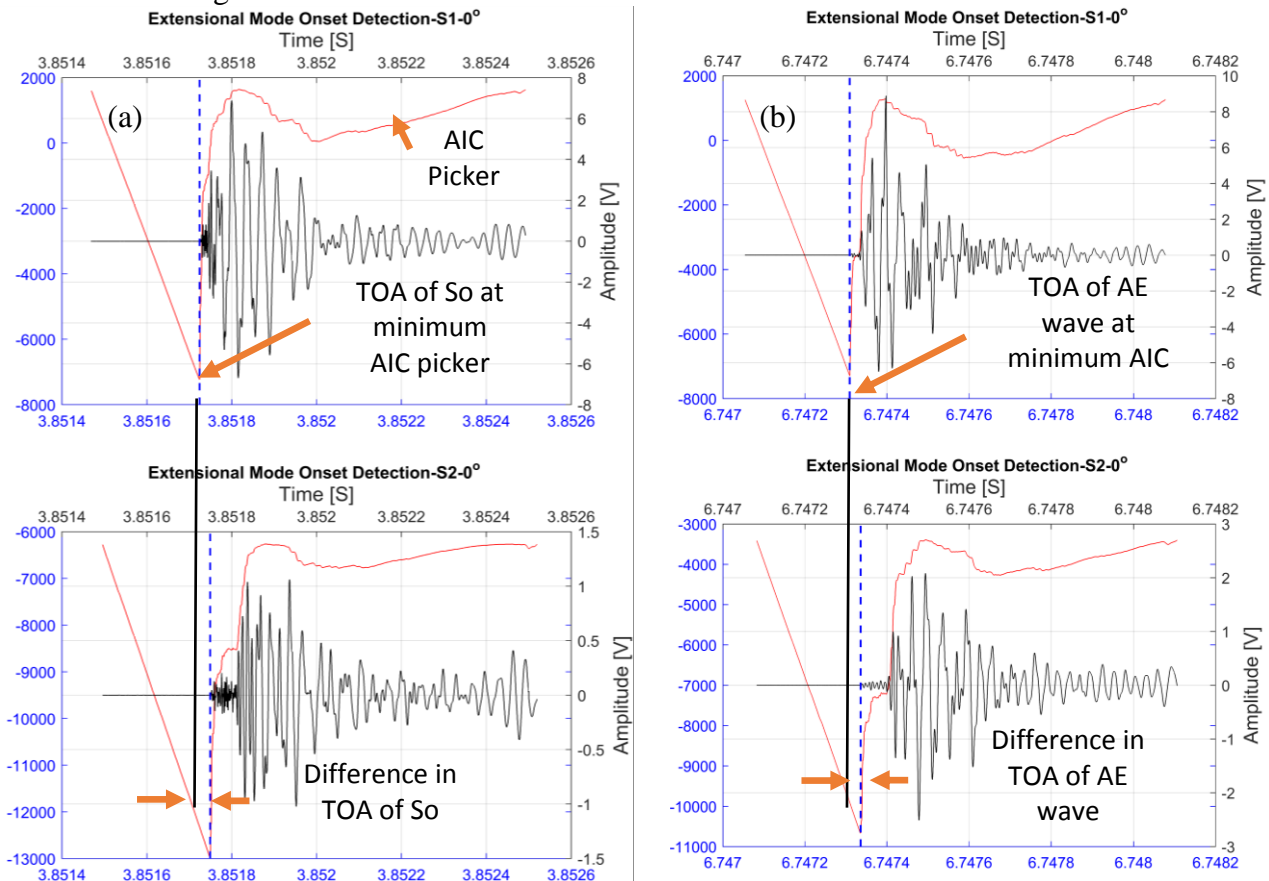 Extensional Mode Onset Detection-S1-0°
Time [S]
3.8514 3.8516 3.8518 3.852 3.8522 3.8524 3.8526
2000
0
-2000
-4000
-6000
-8000
8
6
4
2
0
-2
-4
-6
-8
Amplitude [V]
(a)
AIC
Picker
TOA of So at
minimum
AIC picker
3.8514 3.8516 3.8518 3.852 3.8522 3.8524 3.8526
Extensional Mode Onset Detection-S2-0°
Time [S]
3.8514 3.8516 3.8518 3.852 3.8522 3.8524 3.8526
-6000
-7000
-8000
-9000
-10000
-11000
-12000
-13000
1.5
1
0.5
0
-0.5
-1
-1.5
Amplitude [V]
Difference in
TOA of So
3.8514 3.8516 3.8518 3.852 3.8522 3.8524 3.8526
Extensional Mode Onset Detection-S1-0°
Time [S]
6.747 6.7472 6.7474 6.7476 6.7478 6.748 6.7482
2000
0
-2000
-4000
-6000
-8000
10
8
6
4
2
0
-2
-4
-6
-8
Amplitude [V]
(b)
TOA of AE
wave at
minimum AIC
6.747 6.7472 6.7474 6.7476 6.7478 6.748 6.7482
Extensional Mode Onset Detection-S2-0°
Time [S]
6.747 6.7472 6.7474 6.7476 6.7478 6.748 6.7482
-3000
-4000
-5000
-6000
-7000
-8000
-9000
-10000
-11000
3
2
1
0
-1
-2
-3
Amplitude [V]
Difference in
TOA of AE
wave
6.747 6.7472 6.7474 6.7476 6.7478 6.748 6.7482